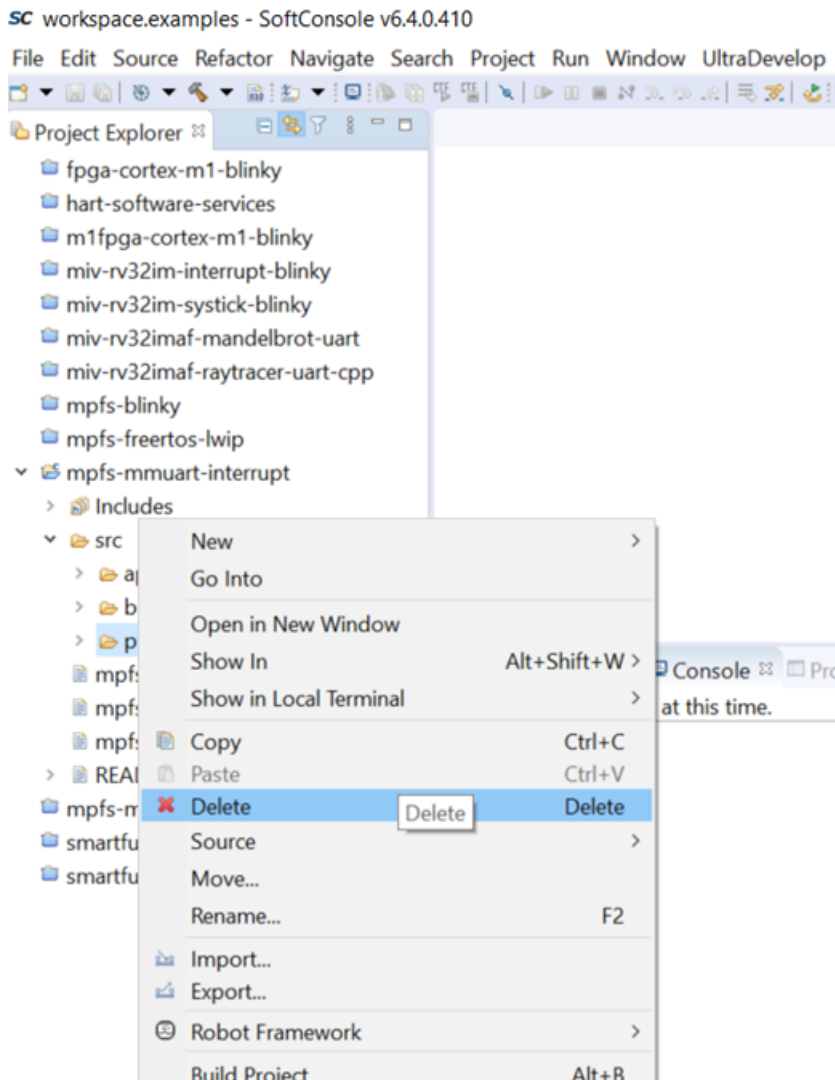 SC workspace.examples - SoftConsole v6.4.0.410
File Edit Source Refactor Navigate Search Project Run Window UltraDevelop
Project Explorer
fpga-cortex-m1-blinky
hart-software-services
m1fpga-cortex-m1-blinky
miv-rv32im-interrupt-blinky
miv-rv32im-systick-blinky
miv-rv32imaf-mandelbrot-uart
miv-rv32imaf-raytracer-uart-cpp
mpfs-blinky
mpfs-freertos-lwip
mpfs-mmuart-interrupt
Includes
src
New
Go Into
b
Open in New Window
p
Show In Alt+Shift+W
Console
Show in Local Terminal
at this time.
Copy Ctrl+C
Paste Ctrl+V
Delete Delete
Delete
Source
Move...
Rename... F2
Import...
Export...
Robot Framework
Build Project Alt+B